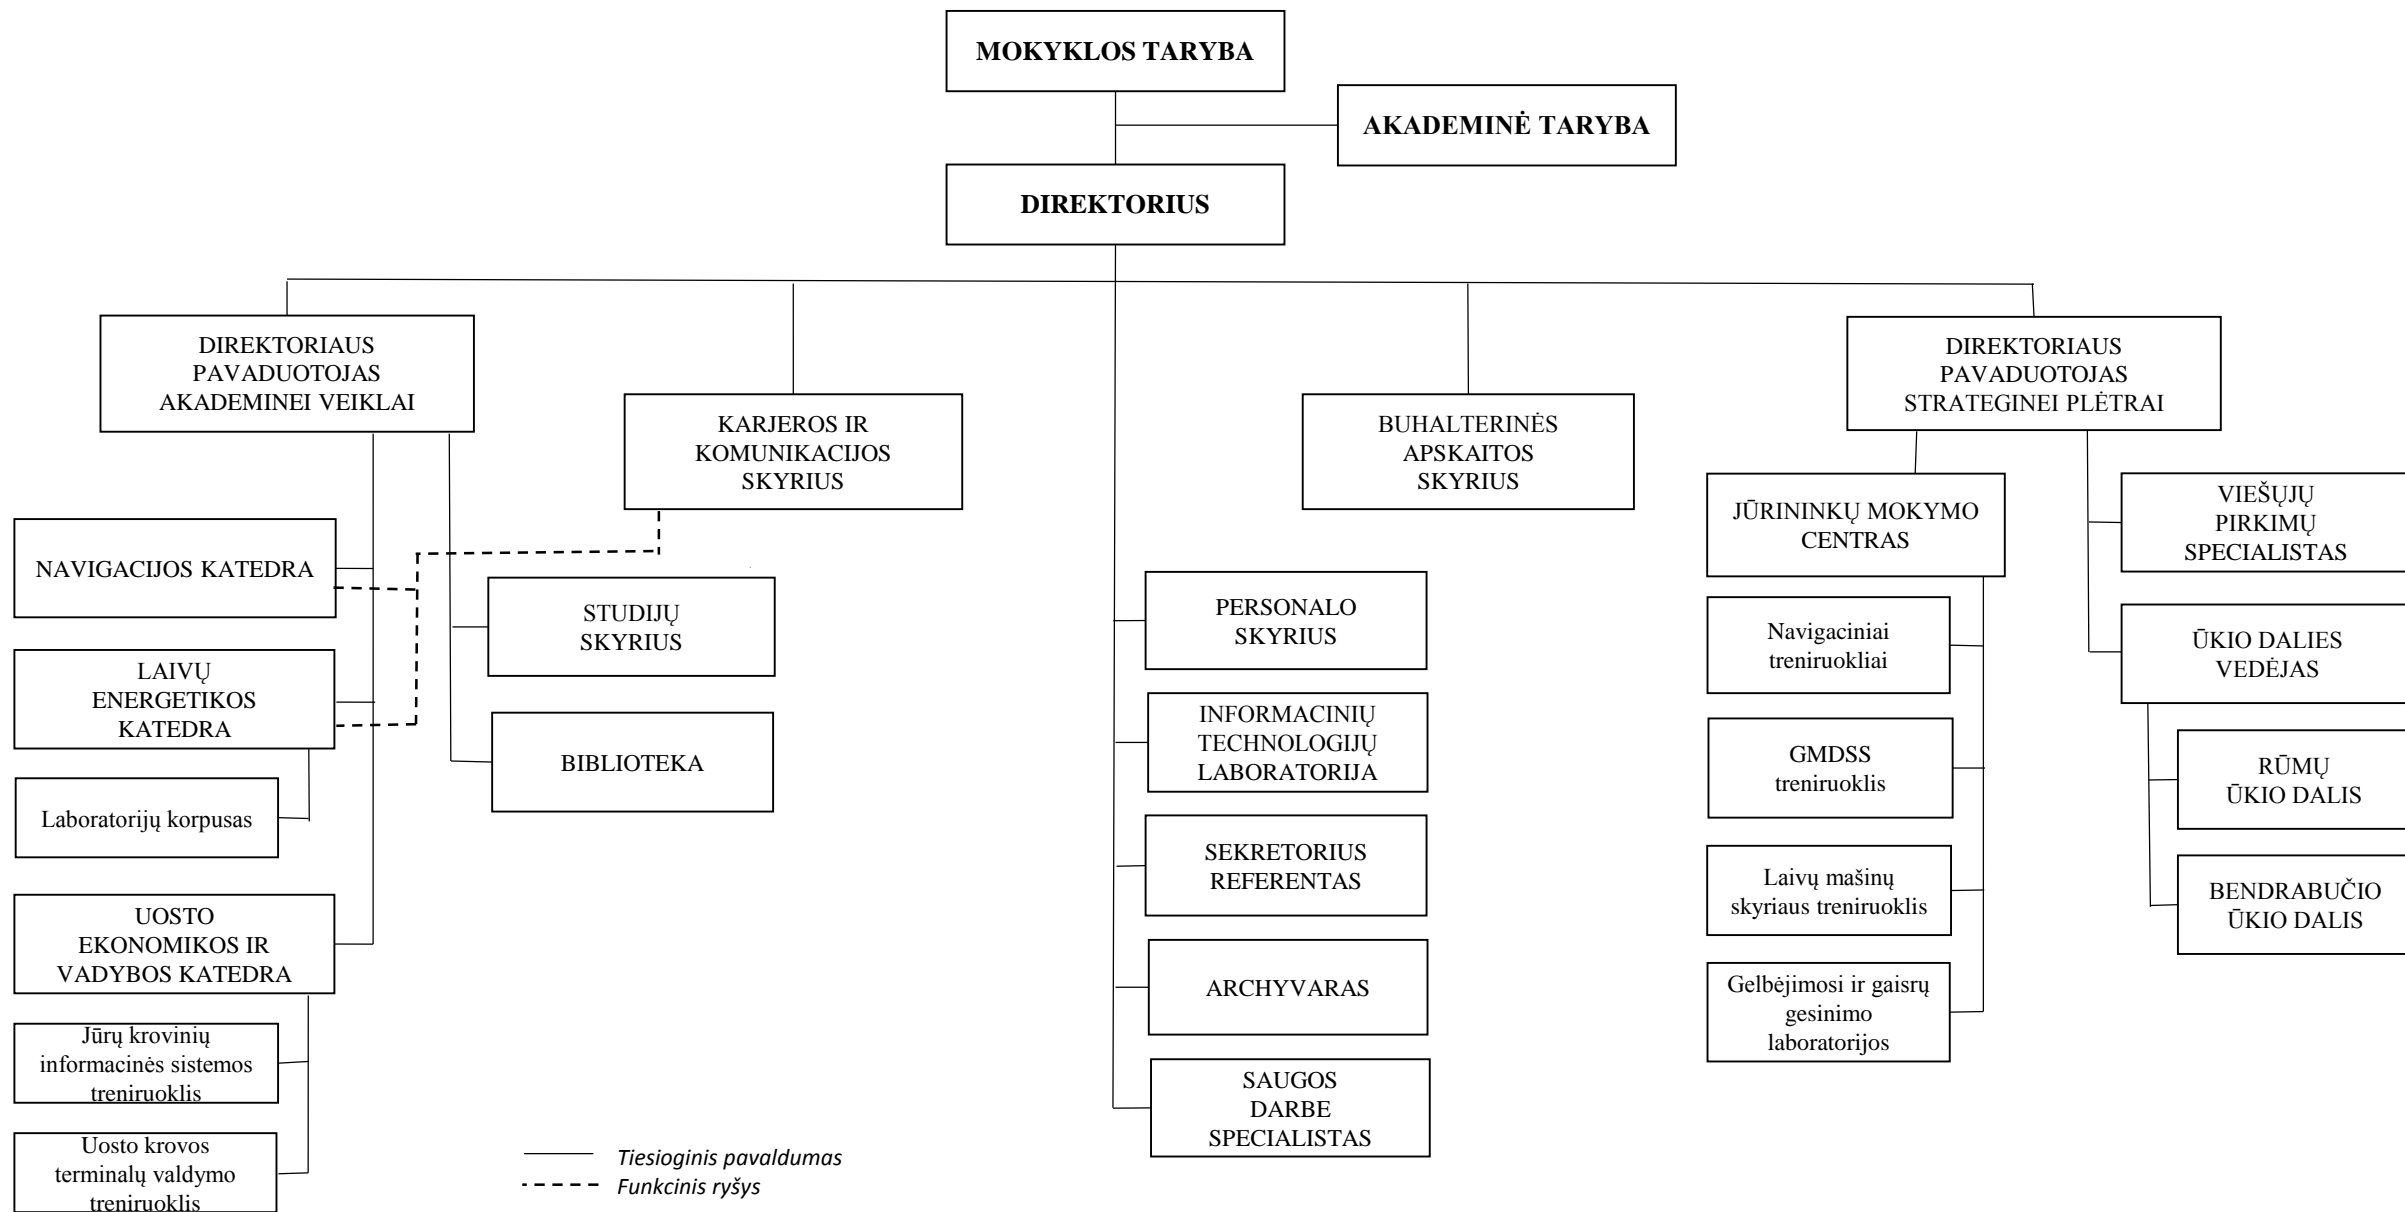 MOKYKLOS TARYBA
AKADEMINĖ TARYBA
DIREKTORIUS
DIREKTORIAUS
PAVADUOTOJAS
AKADEMINEI VEIKLAI
KARJEROS IR
KOMUNIKACIJOS
SKYRIUS
BUHALTERINĖS
APSKAITOS
SKYRIUS
DIREKTORIAUS
PAVADUOTOJAS
STRATEGINEI PLĖTRAI
NAVIGACIJOS KATEDRA
LAIVŲ
ENERGETIKOS
KATEDRA
Laboratorijų korpusas
UOSTO
EKONOMIKOS IR
VADYBOS KATEDRA
Jūrų krovinių
informacinės sistemos
treniruoklis
Uosto krovos
terminalų valdymo
treniruoklis
STUDIJŲ
SKYRIUS
BIBLIOTEKA
PERSONALO
SKYRIUS
INFORMACINIŲ
TECHNOLOGIJŲ
LABORATORIJA
SEKRETORIUS
REFERENTAS
ARCHYVARAS
SAUGOS
DARBE
SPECIALISTAS
JŪRININKŲ MOKYMO
CENTRAS
Navigaciniai
treniruokliai
GMDSS
treniruoklis
Laivų mašinų
skyriaus treniruoklis
Gelbėjimosi ir gaisrų
gesinimo
laboratorijos
VIEŠŲJŲ
PIRKIMŲ
SPECIALISTAS
ŪKIO DALIES
VEDĖJAS
RŪMŲ
ŪKIO DALIS
BENDRABUČIO
ŪKIO DALIS
Tiesioginis pavaldumas
Funkcinis ryšys